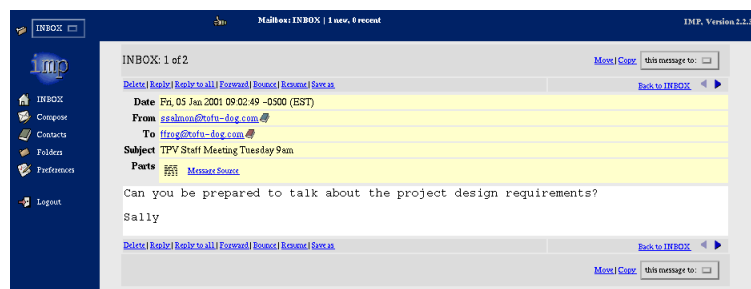 INBOX
Mailbox: INBOX | 1 new, 0 recent
IMP, Version 2.2.
imp
INBOX
Compose
Contacts
Folders
Preferences
Logout
INBOX: 1 of 2
Move | Copy this message to:
Delete | Reply | Reply to all | Forward | Bounce | Resume | Save as
Back to INBOX
Date Fri, 05 Jan 2001 09:02:49 -0500 (EST)
From ssalmon@tofu-dog.com
To ffrog@tofu-dog.com
Subject TPV Staff Meeting Tuesday 9am
Parts Message Source
Can you be prepared to talk about the project design requirements?
Sally
Delete | Reply | Reply to all | Forward | Bounce | Resume | Save as
Back to INBOX
Move | Copy this message to: